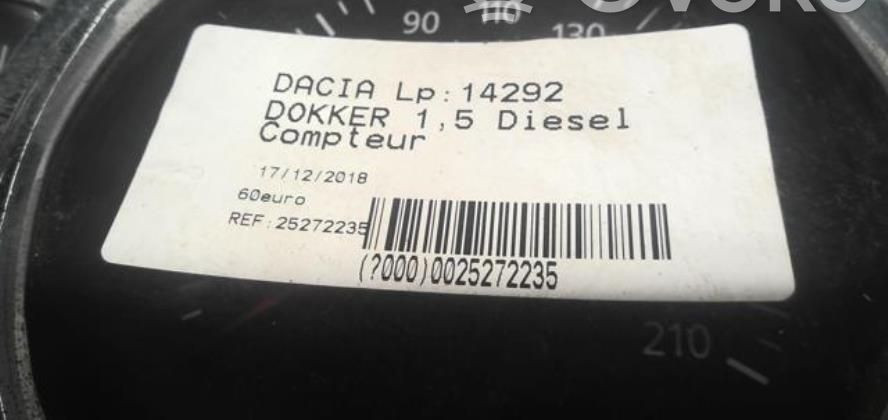 90 110 130
DACIA Lp:14292
DOKKER 1,5 Diesel
Compteur
17/12/2018
60euro
REF:25272235
(?000)0025272235
210